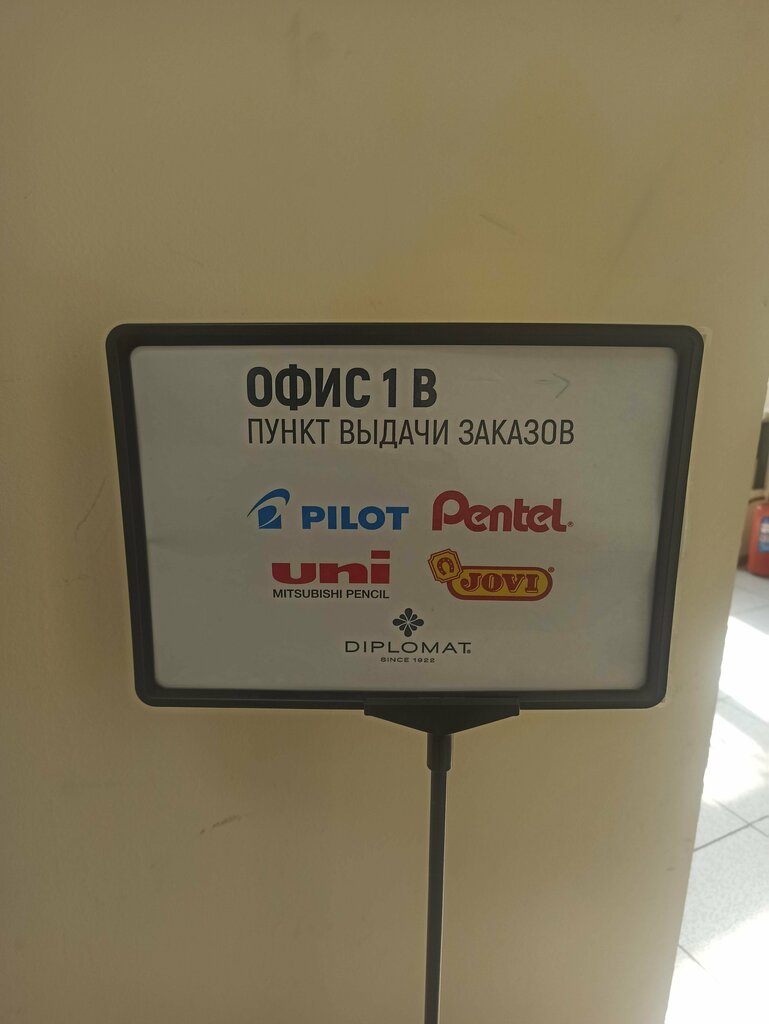 ОФИС 1 В
ПУНКТ ВЫДАЧИ ЗАКАЗОВ
PILOT Pentel®
uni JOVI®
MITSUBISHI PENCIL
DIPLOMAT®
SINCE 1922